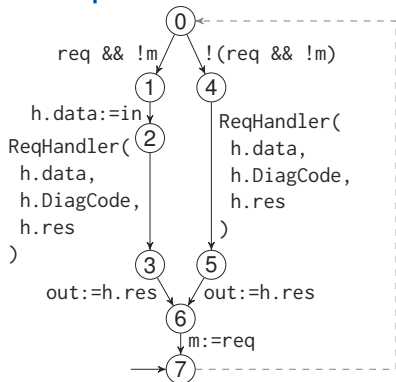 0
req && !m
!(req && !m)
1
4
h.data:=in
2
ReqHandler(
h.data,
h.DiagCode,
h.res
)
ReqHandler(
h.data,
h.DiagCode,
h.res
)
3
5
out:=h.res
out:=h.res
6
m:=req
7